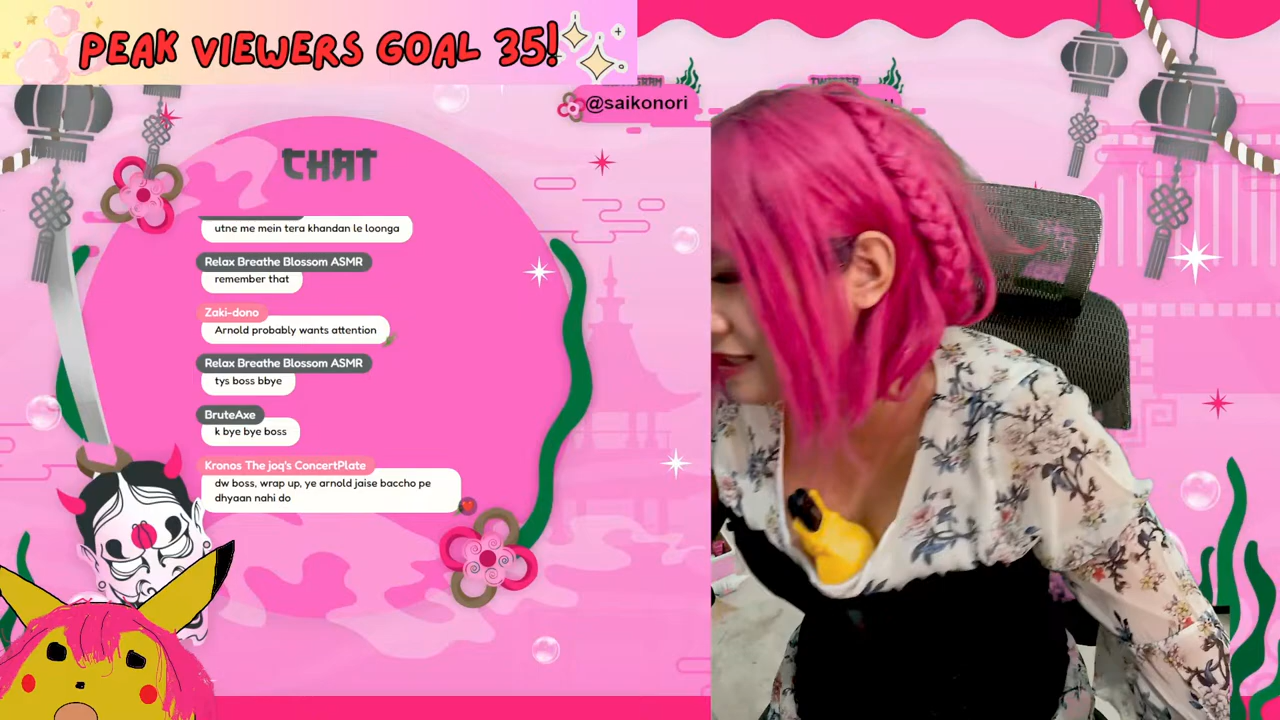 PEAK VIEWERS GOAL 35!
@saikonori
CHAT
utne me mein tera khandan le loonga
Relax Breathe Blossom ASMR
remember that
Zaki-dono
Arnold probably wants attention
Relax Breathe Blossom ASMR
tys boss bbye
BruteAxe
k bye bye boss
Kronos The joq's ConcertPlate
dw boss, wrap up, ye arnold jaise baccho pe
dhyaan nahi do